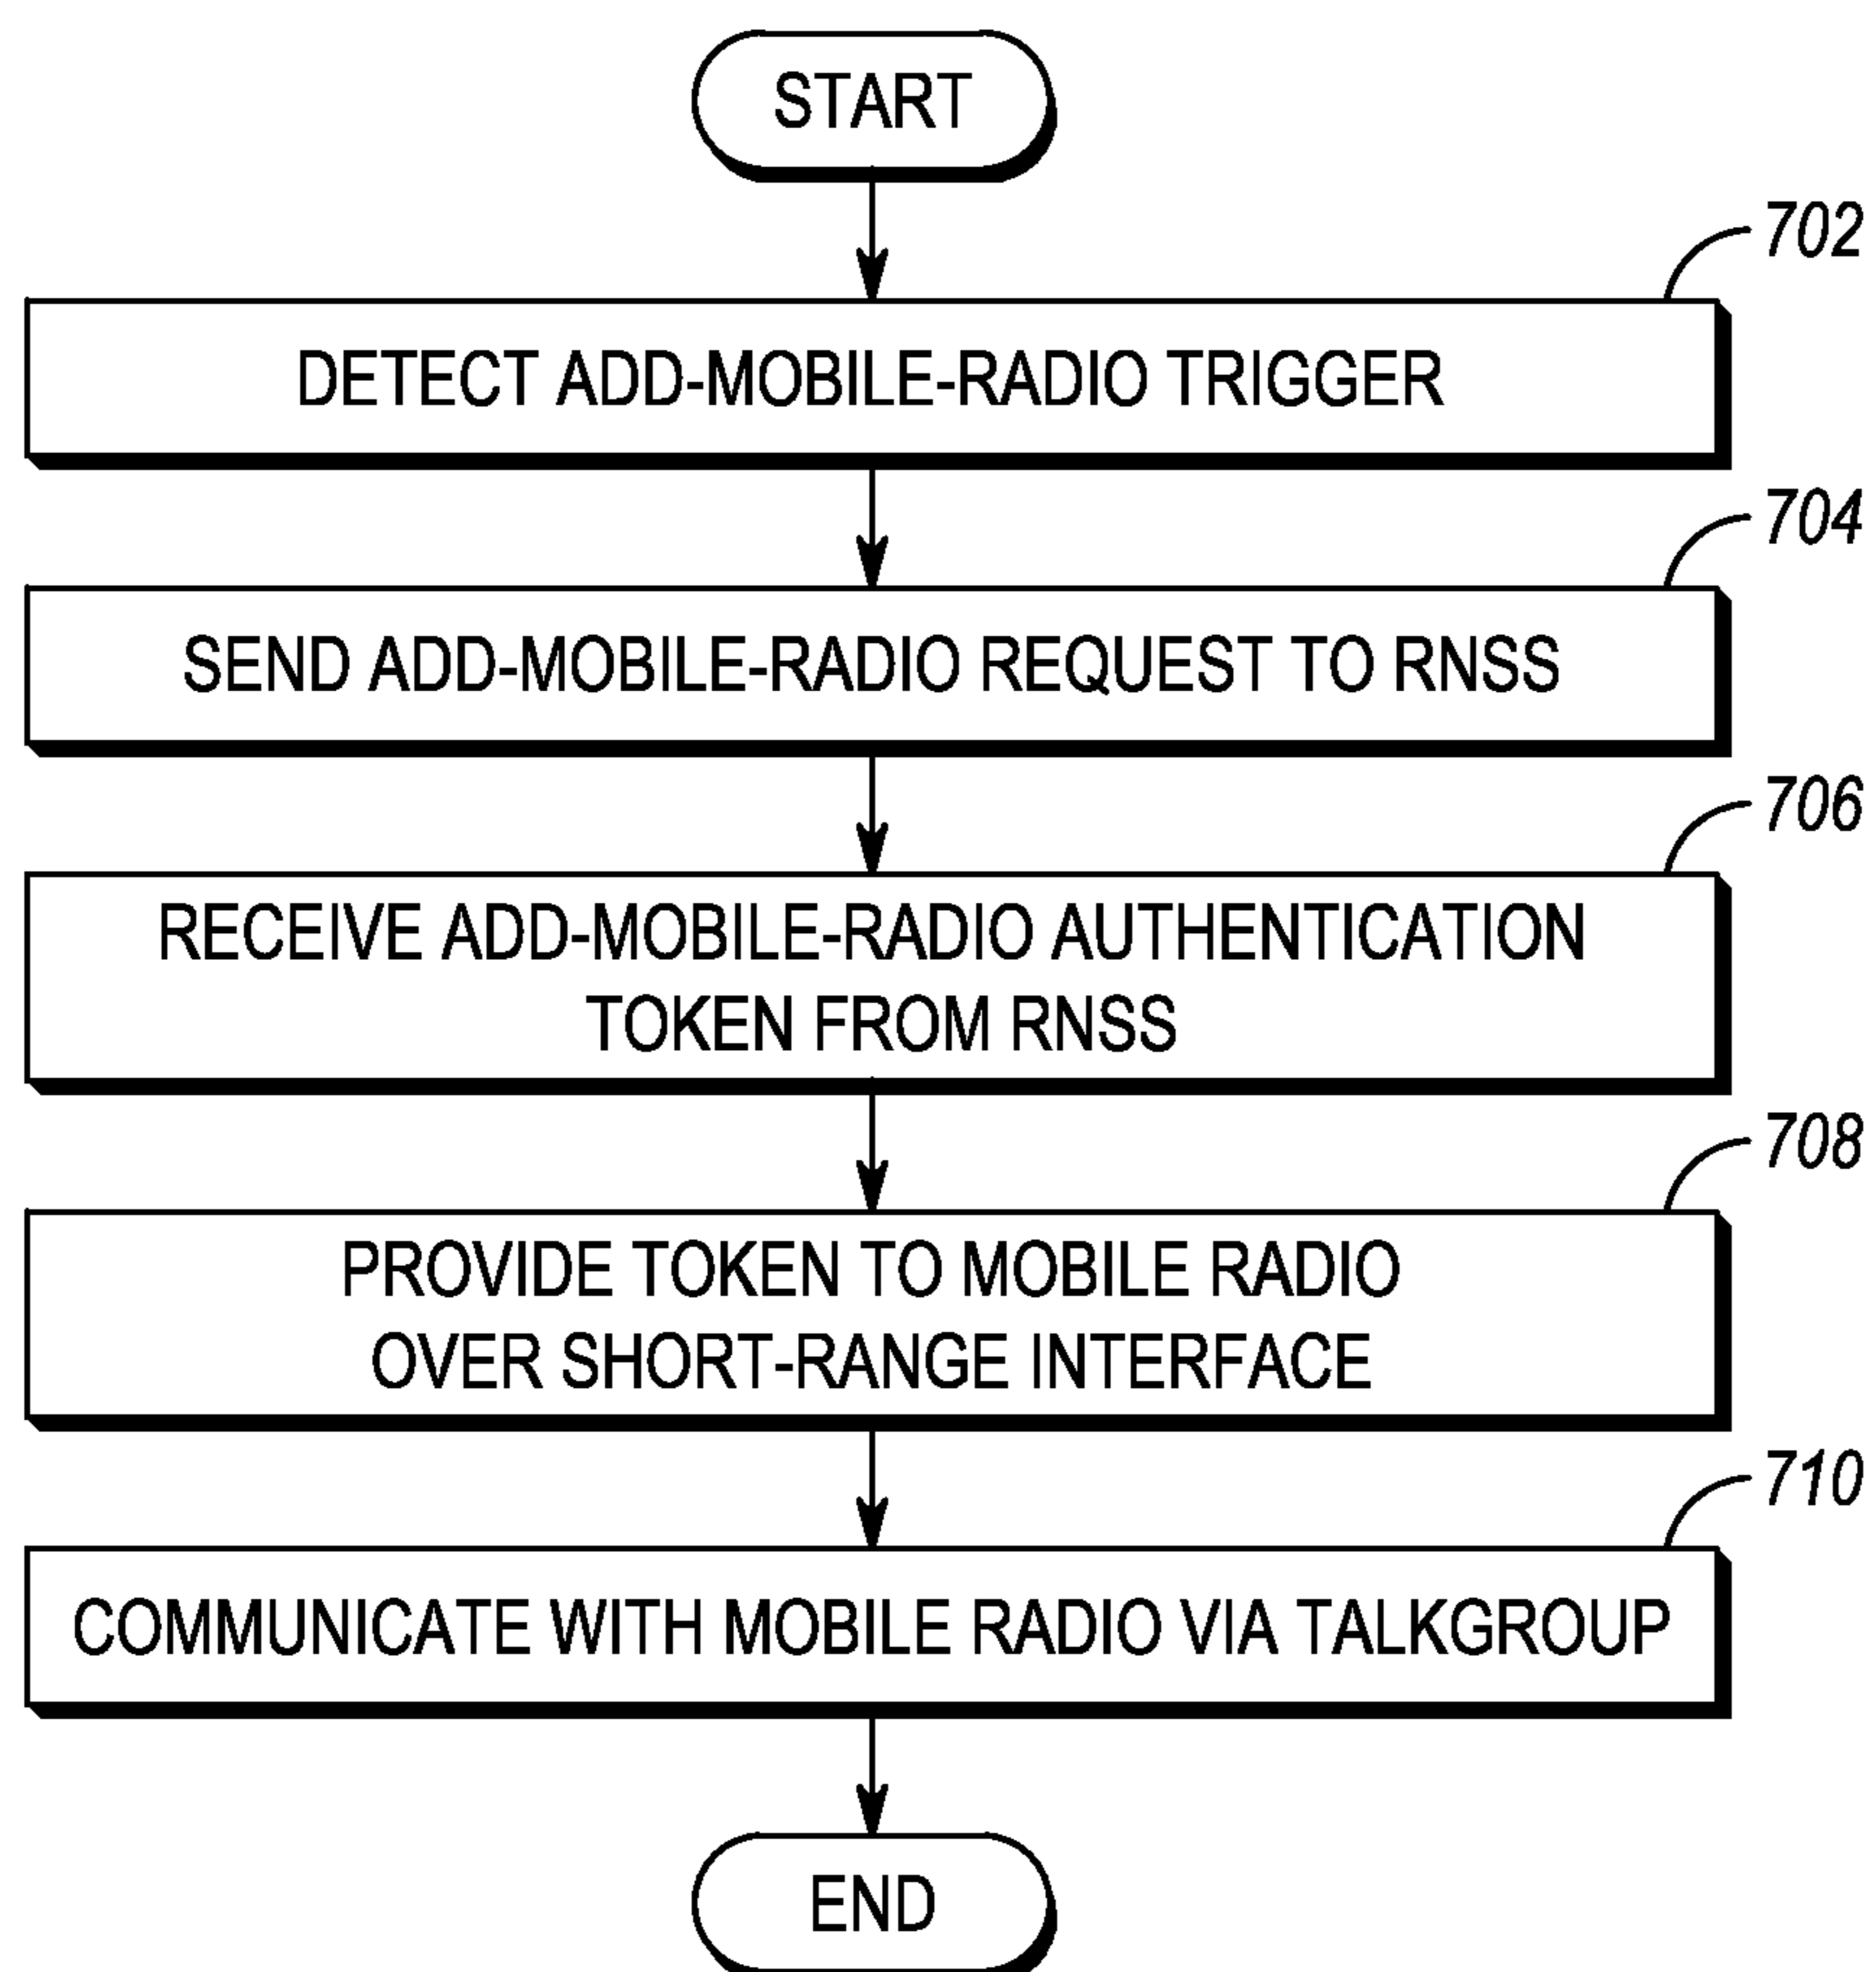 START
702
DETECT ADD-MOBILE-RADIO TRIGGER
704
SEND ADD-MOBILE-RADIO REQUEST TO RNSS
706
RECEIVE ADD-MOBILE-RADIO AUTHENTICATION
TOKEN FROM RNSS
708
PROVIDE TOKEN TO MOBILE RADIO
OVER SHORT-RANGE INTERFACE
710
COMMUNICATE WITH MOBILE RADIO VIA TALKGROUP
END